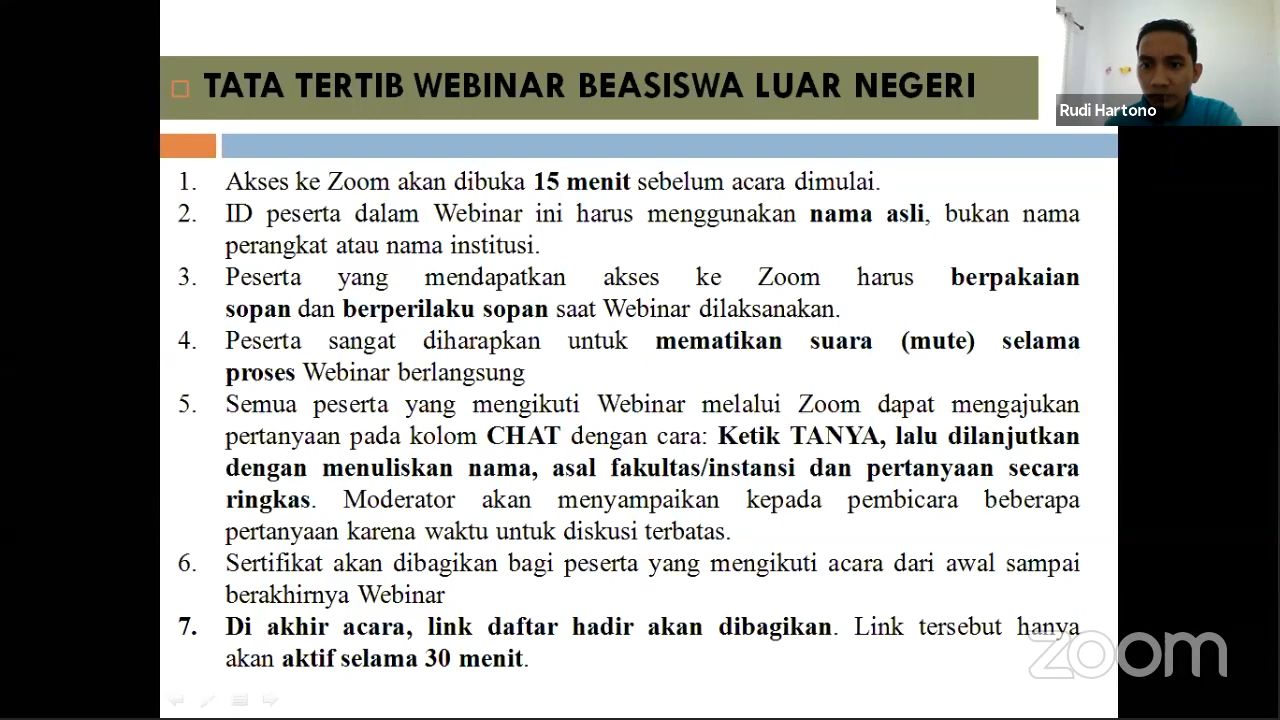 TATA TERTIB WEBINAR BEASISWA LUAR NEGERI
Rudi Hartono
1. Akses ke Zoom akan dibuka 15 menit sebelum acara dimulai.
2. ID peserta dalam Webinar ini harus menggunakan nama asli, bukan nama
perangkat atau nama institusi.
3. Peserta yang mendapatkan akses ke Zoom harus berpakaian
sopan dan berperilaku sopan saat Webinar dilaksanakan.
4. Peserta sangat diharapkan untuk mematikan suara (mute) selama
proses Webinar berlangsung
5. Semua peserta yang mengikuti Webinar melalui Zoom dapat mengajukan
pertanyaan pada kolom CHAT dengan cara: Ketik TANYA, lalu dilanjutkan
dengan menuliskan nama, asal fakultas/instansi dan pertanyaan secara
ringkas. Moderator akan menyampaikan kepada pembicara beberapa
pertanyaan karena waktu untuk diskusi terbatas.
6. Sertifikat akan dibagikan bagi peserta yang mengikuti acara dari awal sampai
berakhirnya Webinar
7. Di akhir acara, link daftar hadir akan dibagikan. Link tersebut hanya
akan aktif selama 30 menit.
zoom